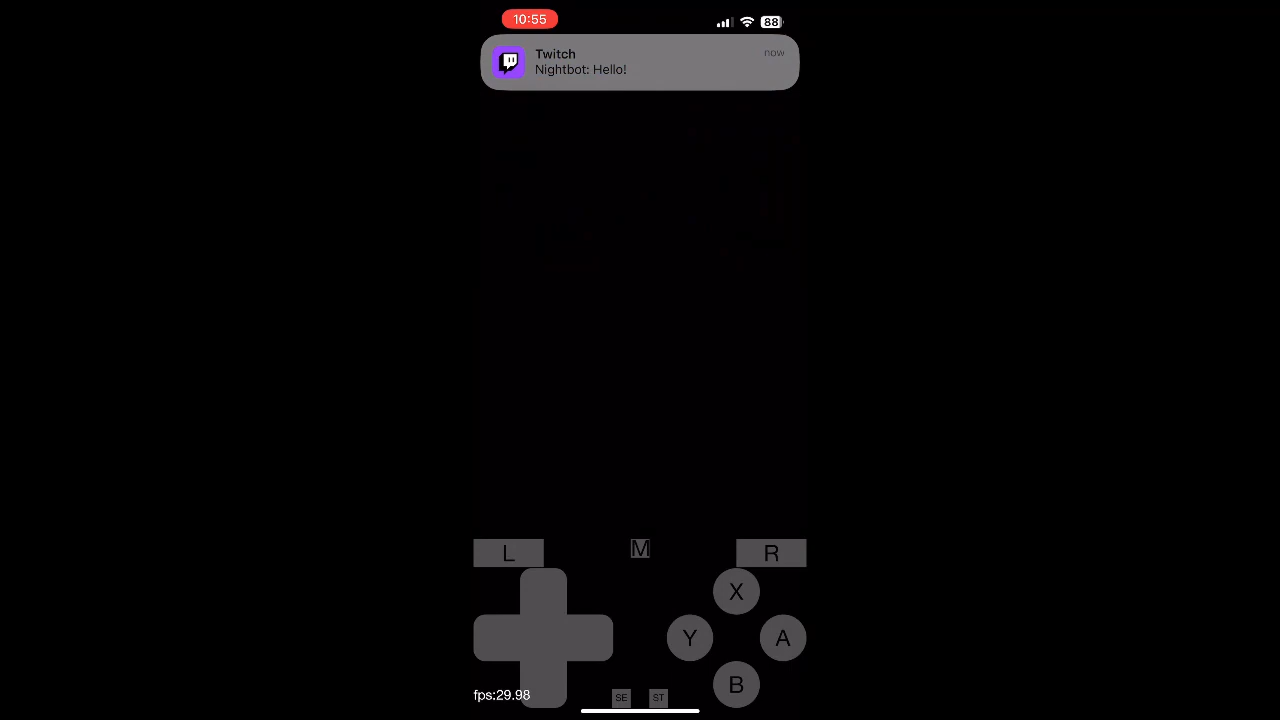 10:55
88
Twitch
now
Nightbot: Hello!
L
M
R
X
Y
A
B
fps:29.98
SE
ST